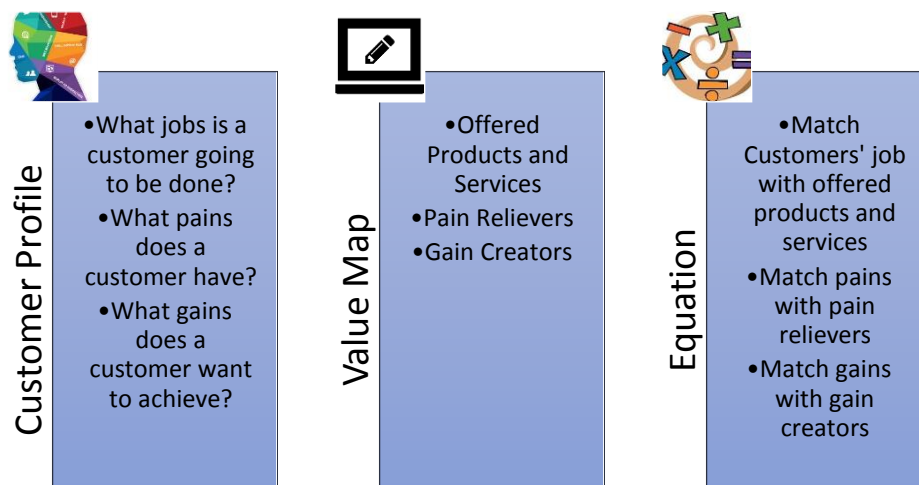 Customer Profile
•What jobs is a
customer going
to be done?
•What pains
does a
customer have?
•What gains
does a
customer want
to achieve?
Value Map
•Offered
Products and
Services
•Pain Relievers
•Gain Creators
Equation
•Match
Customers' job
with offered
products and
services
•Match pains
with pain
relievers
•Match gains
with gain
creators